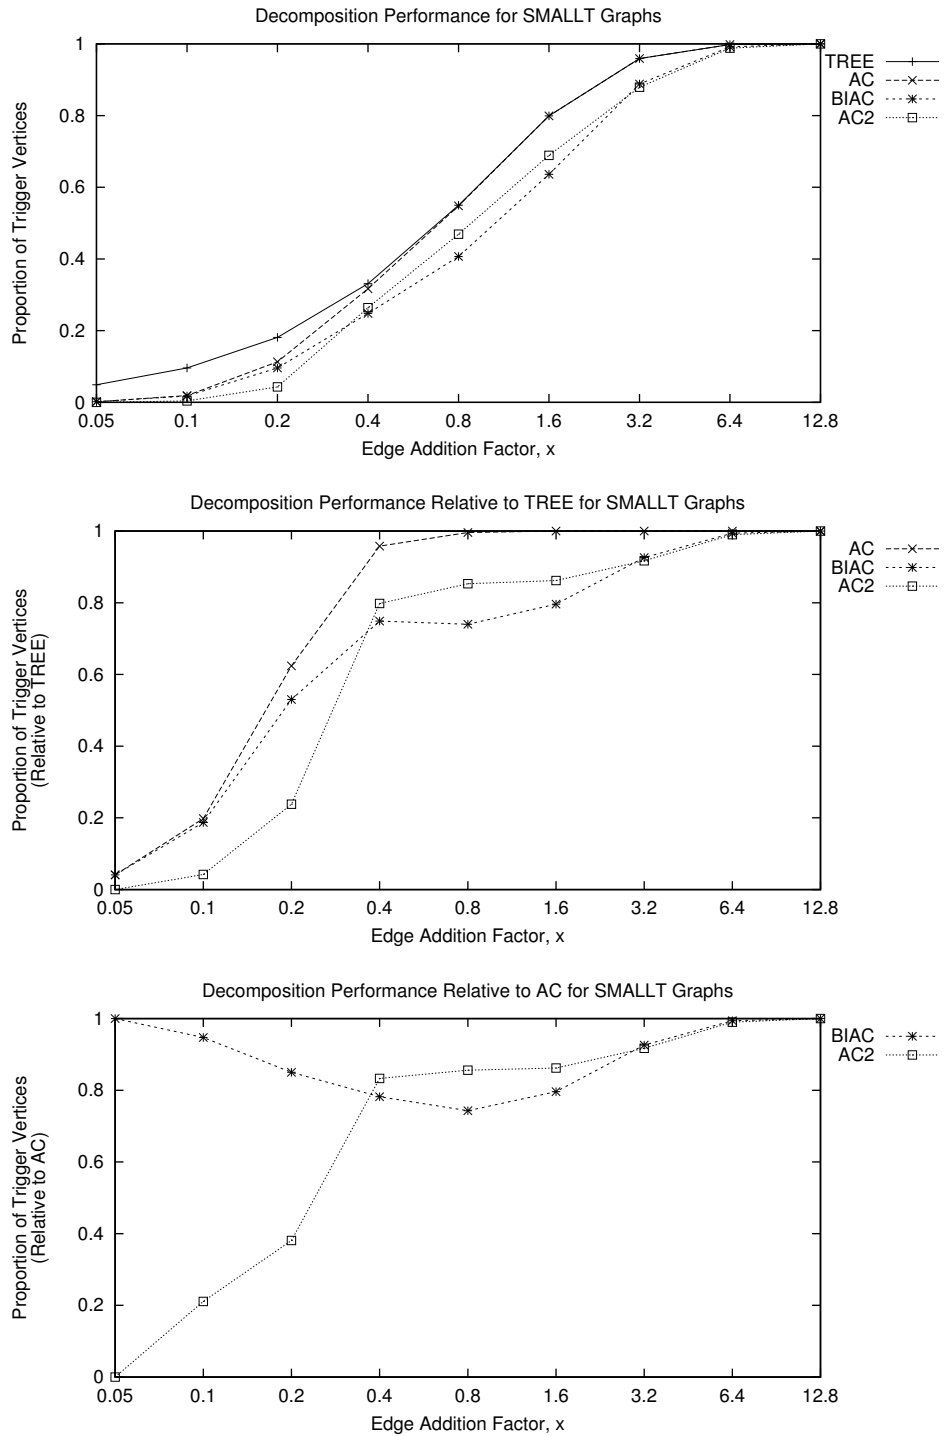 Decomposition Performance for SMALLT Graphs
1
0.8
0.6
0.4
0.2
0
Proportion of Trigger Vertices
0.05 0.1 0.2 0.4 0.8 1.6 3.2 6.4 12.8
Edge Addition Factor, x
TREE
AC
BIAC
AC2
Decomposition Performance Relative to TREE for SMALLT Graphs
1
0.8
0.6
0.4
0.2
0
Proportion of Trigger Vertices
(Relative to TREE)
0.05 0.1 0.2 0.4 0.8 1.6 3.2 6.4 12.8
Edge Addition Factor, x
AC
BIAC
AC2
Decomposition Performance Relative to AC for SMALLT Graphs
1
0.8
0.6
0.4
0.2
0
Proportion of Trigger Vertices
(Relative to AC)
0.05 0.1 0.2 0.4 0.8 1.6 3.2 6.4 12.8
Edge Addition Factor, x
BIAC
AC2